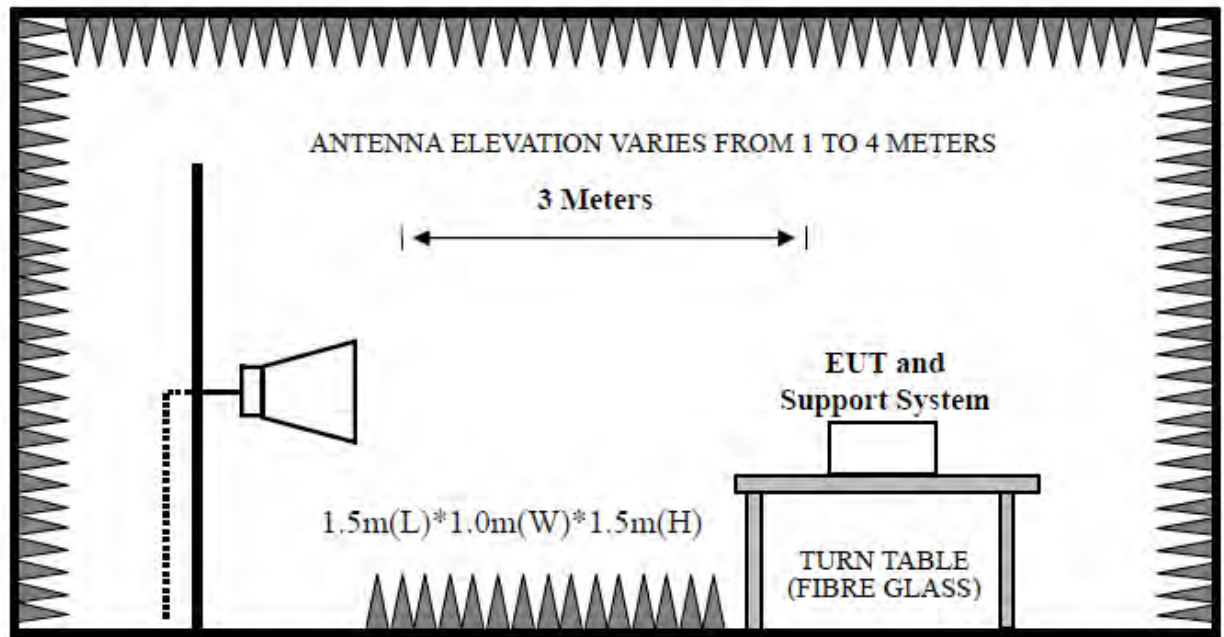 ANTENNA ELEVATION VARIES FROM 1 TO 4 METERS
3 Meters
EUT and
Support System
1.5m(L)*1.0m(W)*1.5m(H)
TURN TABLE
(FIBRE GLASS)